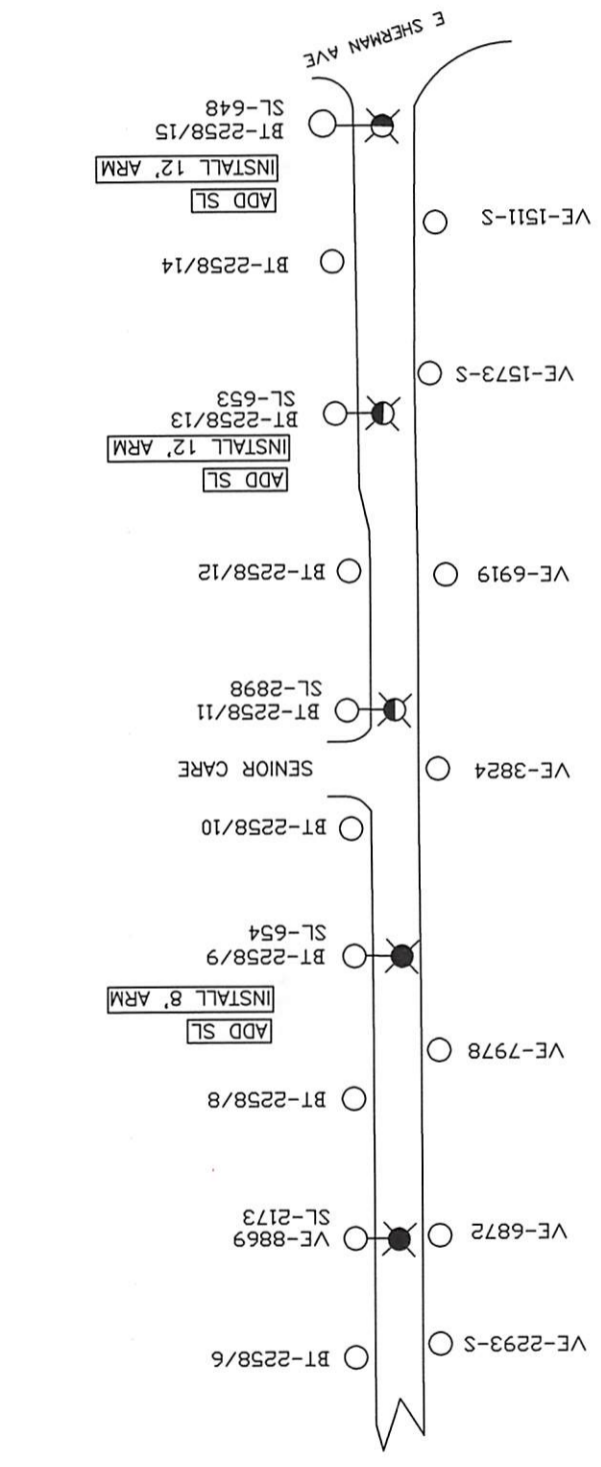 VE-2293-S
BT-2258/6
VE-6872
VE-8869
SL-2173
BT-2258/8
VE-7978
ADD SL
INSTALL 8' ARM
BT-2258/9
SL-654
BT-2258/10
VE-3824
SENIOR CARE
BT-2258/11
SL-2898
VE-6919
BT-2258/12
ADD SL
INSTALL 12' ARM
BT-2258/13
SL-653
VE-1573-S
BT-2258/14
VE-1511-S
ADD SL
INSTALL 12' ARM
BT-2258/15
SL-648
E SHERMAN AVE